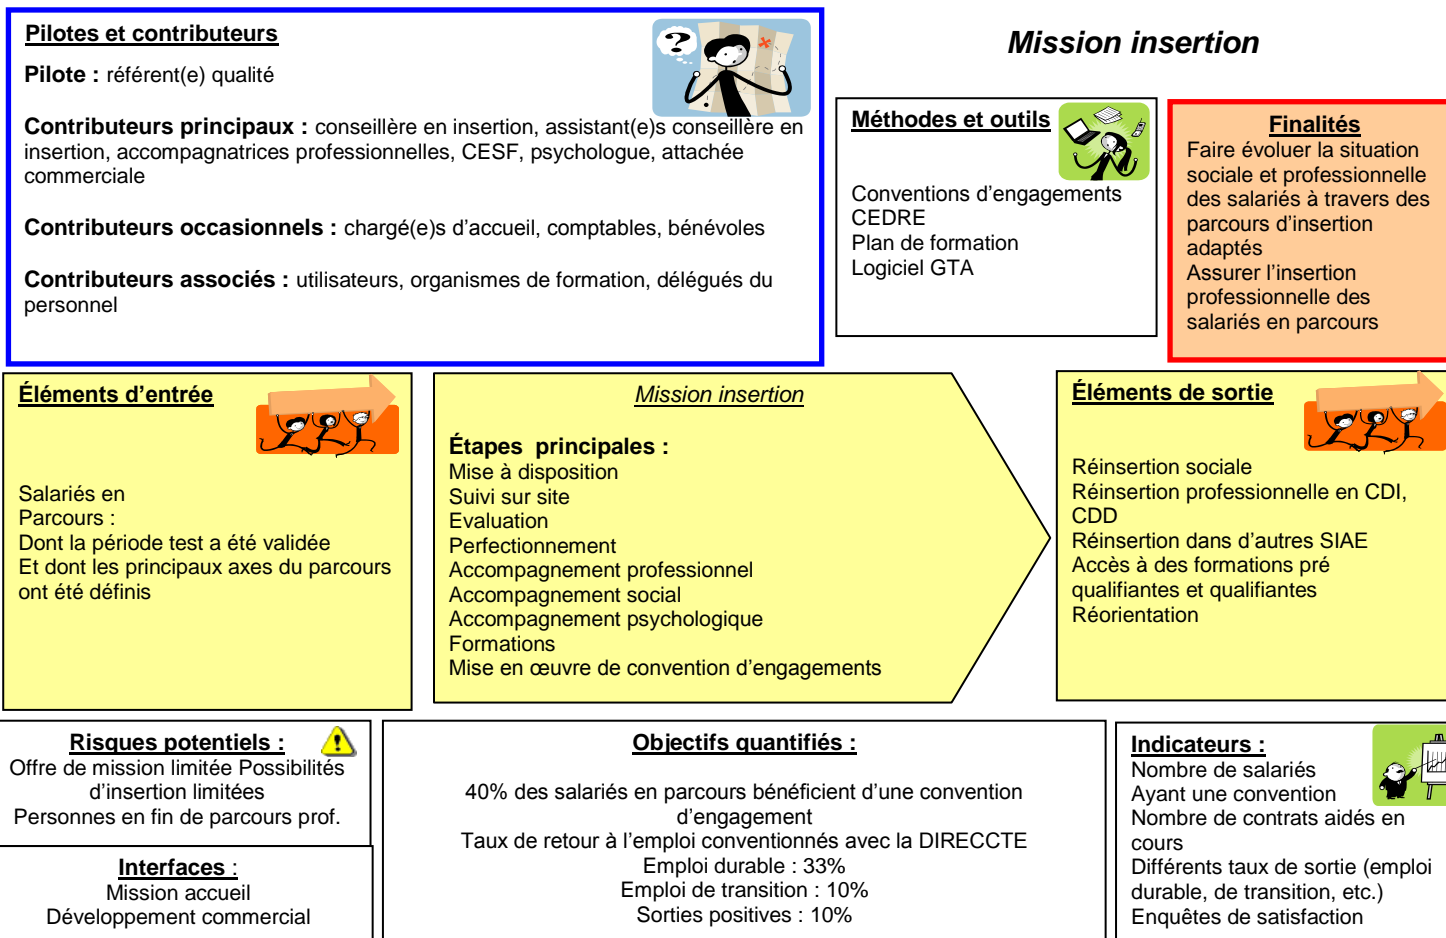 Pilotes et contributeurs
Pilote : référent(e) qualité
Contributeurs principaux : conseillère en insertion, assistant(e)s conseillère en
insertion, accompagnatrices professionnelles, CESF, psychologue, attachée
commerciale
Contributeurs occasionnels : chargé(e)s d'accueil, comptables, bénévoles
Contributeurs associés : utilisateurs, organismes de formation, délégués du
personnel
Mission insertion
Méthodes et outils
Conventions d'engagements
CEDRE
Plan de formation
Logiciel GTA
Finalités
Faire évoluer la situation
sociale et professionnelle
des salariés à travers des
parcours d'insertion
adaptés
Assurer l'insertion
professionnelle des
salariés en parcours
Éléments d'entrée
Salariés en
Parcours :
Dont la période test a été validée
Et dont les principaux axes du parcours
ont été définis
Mission insertion
Étapes  principales :
Mise à disposition
Suivi sur site
Evaluation
Perfectionnement
Accompagnement professionnel
Accompagnement social
Accompagnement psychologique
Formations
Mise en œuvre de convention d'engagements
Éléments de sortie
Réinsertion sociale
Réinsertion professionnelle en CDI,
CDD
Réinsertion dans d'autres SIAE
Accès à des formations pré
qualifiantes et qualifiantes
Réorientation
Risques potentiels :
Offre de mission limitée Possibilités
d'insertion limitées
Personnes en fin de parcours prof.
Interfaces :
Mission accueil
Développement commercial
Objectifs quantifiés :
40% des salariés en parcours bénéficient d'une convention
d'engagement
Taux de retour à l'emploi conventionnés avec la DIRECCTE
Emploi durable : 33%
Emploi de transition : 10%
Sorties positives : 10%
Indicateurs :
Nombre de salariés
Ayant une convention
Nombre de contrats aidés en
cours
Différents taux de sortie (emploi
durable, de transition, etc.)
Enquêtes de satisfaction